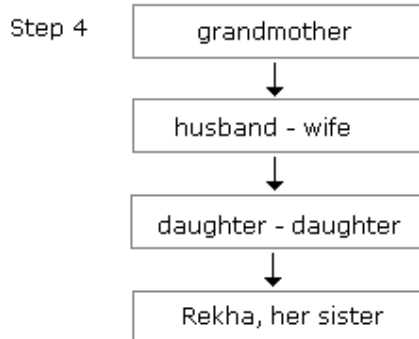 Step 4
grandmother
husband - wife
daughter - daughter
Rekha, her sister